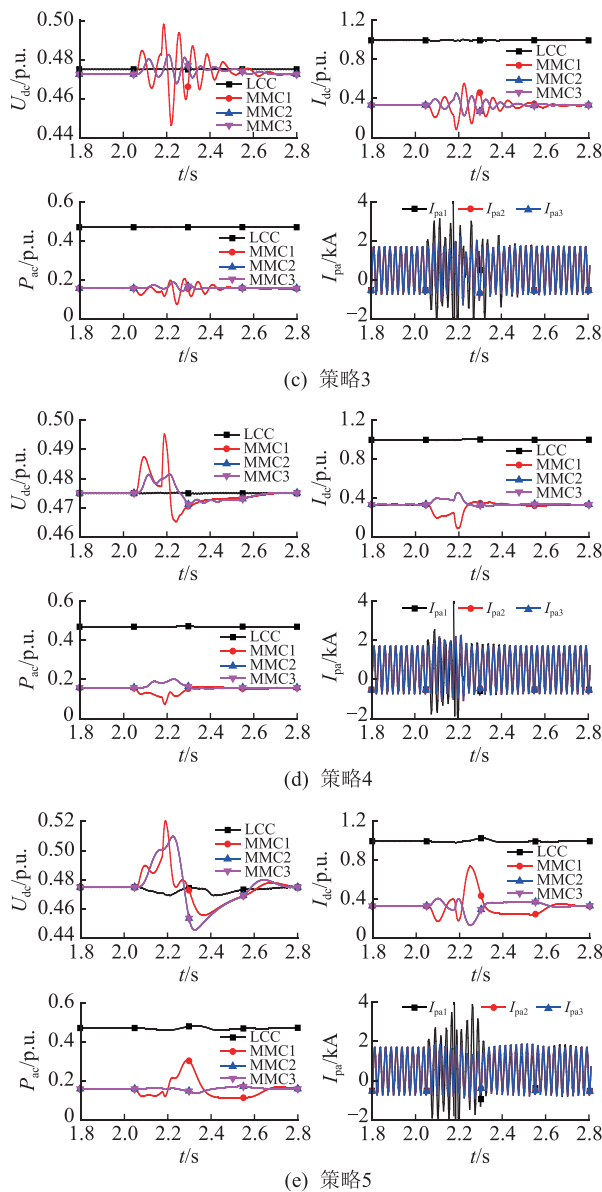 0.50
0.48
0.46
0.44
U_dc/p.u.
LCC
MMC1
MMC2
MMC3
1.8 2.0 2.2 2.4 2.6 2.8
t/s
1.2
0.8
0.4
0
I_dc/p.u.
LCC
MMC1
MMC2
MMC3
1.8 2.0 2.2 2.4 2.6 2.8
t/s
0.6
0.4
0.2
0
P_ac/p.u.
LCC
MMC1
MMC2
MMC3
1.8 2.0 2.2 2.4 2.6 2.8
t/s
4
2
0
−2
I_pa/kA
I_pa1 I_pa2 I_pa3
1.8 2.0 2.2 2.4 2.6 2.8
t/s
(c) 策略3
0.50
0.49
0.48
0.47
0.46
U_dc/p.u.
LCC
MMC1
MMC2
MMC3
1.8 2.0 2.2 2.4 2.6 2.8
t/s
1.2
0.8
0.4
0
I_dc/p.u.
LCC
MMC1
MMC2
MMC3
1.8 2.0 2.2 2.4 2.6 2.8
t/s
0.6
0.4
0.2
0
P_ac/p.u.
LCC
MMC1
MMC2
MMC3
1.8 2.0 2.2 2.4 2.6 2.8
t/s
4
2
0
−2
I_pa/kA
I_pa1 I_pa2 I_pa3
1.8 2.0 2.2 2.4 2.6 2.8
t/s
(d) 策略4
0.52
0.50
0.48
0.46
0.44
U_dc/p.u.
LCC
MMC1
MMC2
MMC3
1.8 2.0 2.2 2.4 2.6 2.8
t/s
1.2
0.8
0.4
0
I_dc/p.u.
LCC
MMC1
MMC2
MMC3
1.8 2.0 2.2 2.4 2.6 2.8
t/s
0.6
0.4
0.2
0
P_ac/p.u.
LCC
MMC1
MMC2
MMC3
1.8 2.0 2.2 2.4 2.6 2.8
t/s
4
2
0
−2
I_pa/kA
I_pa1 I_pa2 I_pa3
1.8 2.0 2.2 2.4 2.6 2.8
t/s
(e) 策略5